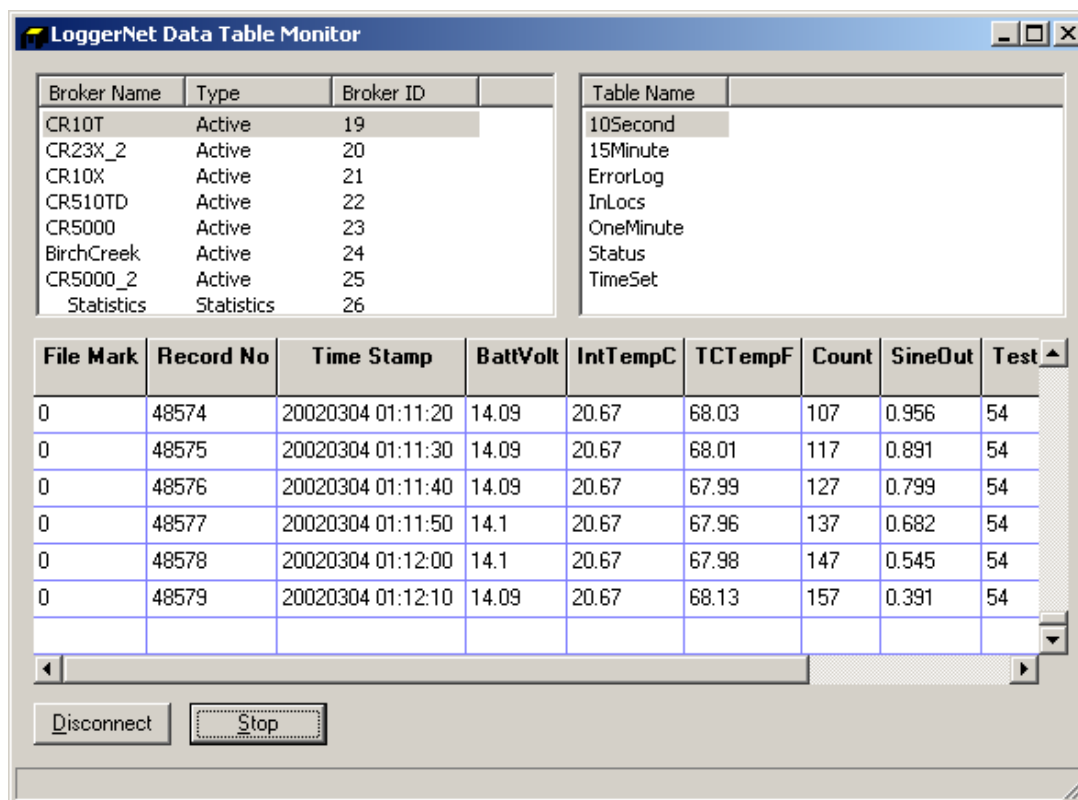 LoggerNet Data Table Monitor
Broker Name Type Broker ID
CR10T Active 19
CR23X_2 Active 20
CR10X Active 21
CR510TD Active 22
CR5000 Active 23
BirchCreek Active 24
CR5000_2 Active 25
Statistics Statistics 26
Table Name
10Second
15Minute
ErrorLog
InLocs
OneMinute
Status
TimeSet
File Mark Record No Time Stamp BattVolt IntTempC TCTempF Count SineOut Test
0 48574 20020304 01:11:20 14.09 20.67 68.03 107 0.956 54
0 48575 20020304 01:11:30 14.09 20.67 68.01 117 0.891 54
0 48576 20020304 01:11:40 14.09 20.67 67.99 127 0.799 54
0 48577 20020304 01:11:50 14.1 20.67 67.96 137 0.682 54
0 48578 20020304 01:12:00 14.1 20.67 67.98 147 0.545 54
0 48579 20020304 01:12:10 14.09 20.67 68.13 157 0.391 54
Disconnect Stop